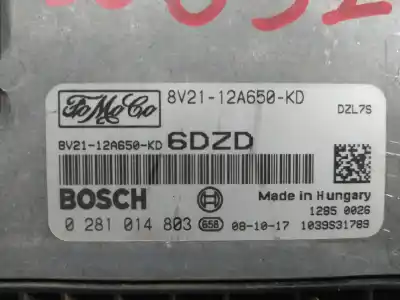 FoMoCo 8V21-12A650-KD
DZL7S
8V21-12A650-KD 6DZD
BOSCH
Made in Hungary
1285 0026
0 281 014 803 658 08-10-17 1039S31789